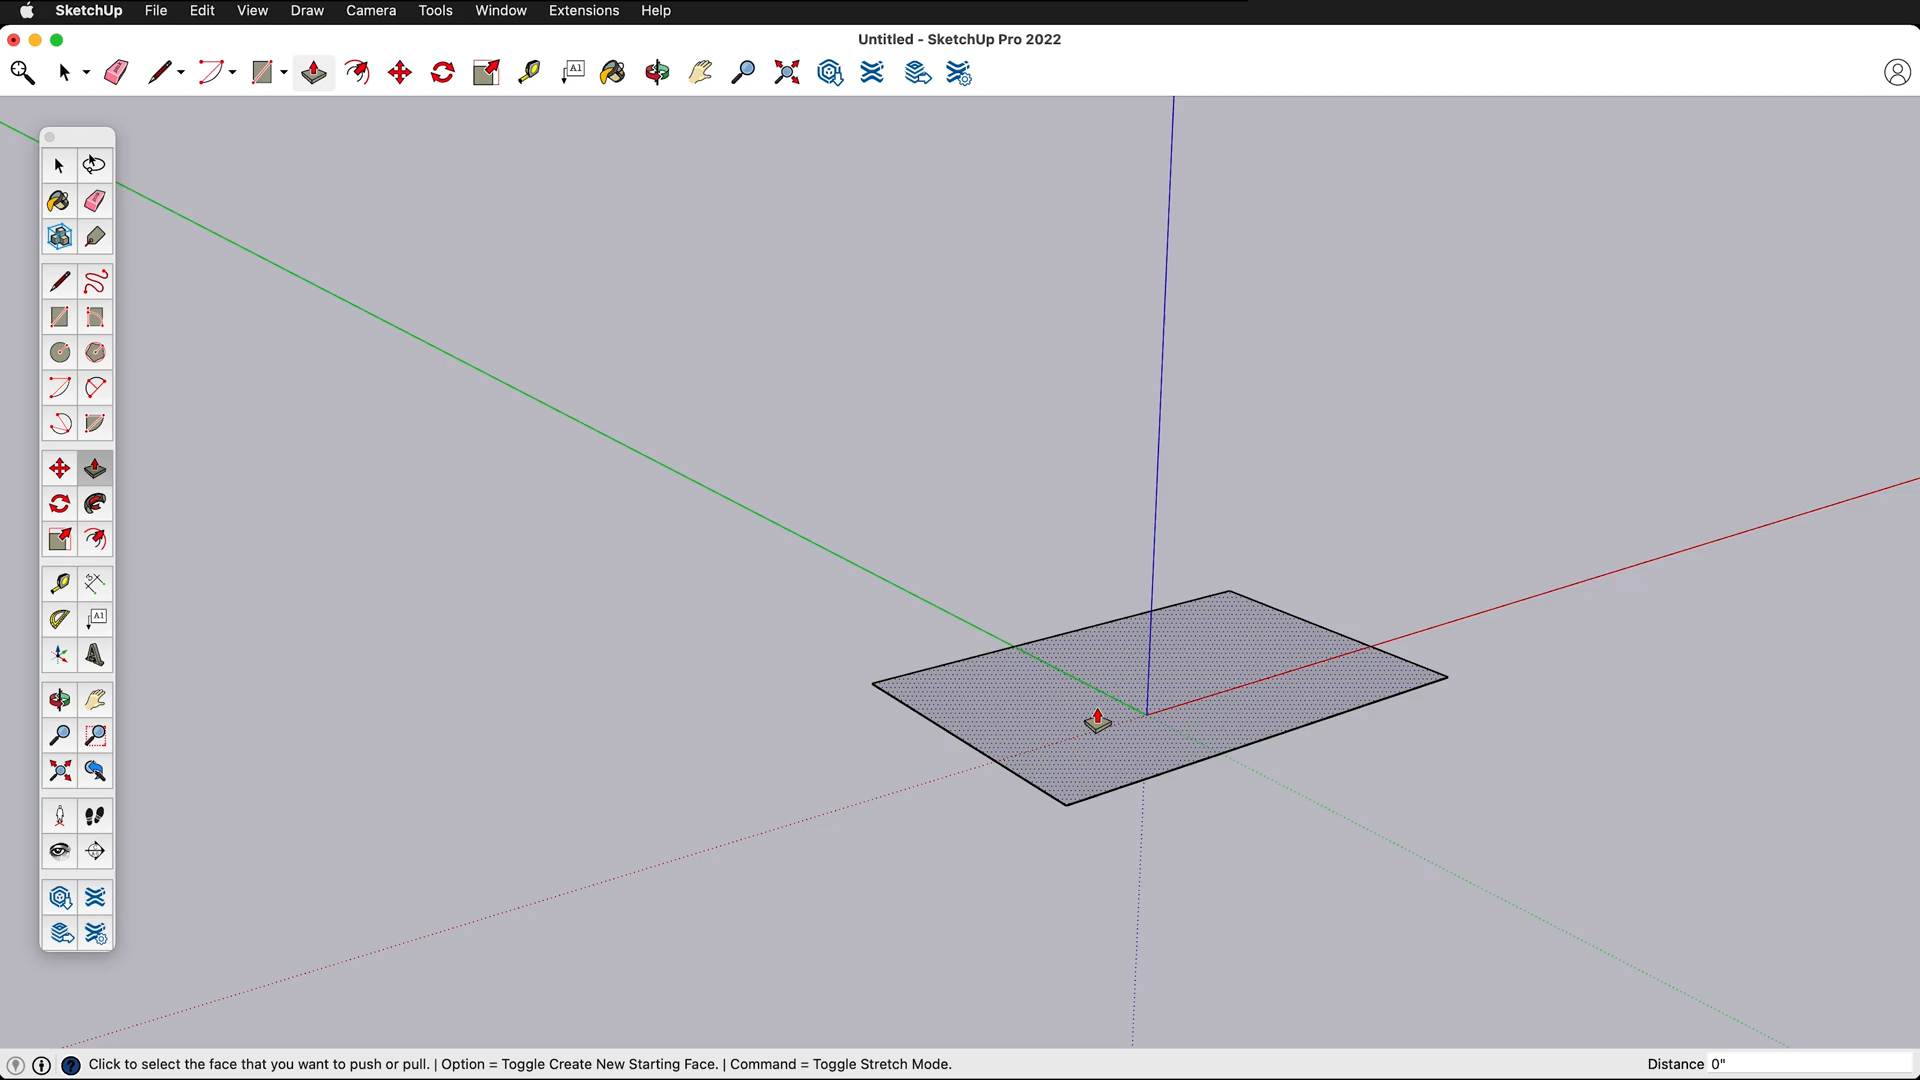 SketchUp File Edit View Draw Camera Tools Window Extensions Help
Untitled - SketchUp Pro 2022
A1
A1
Click to select the face that you want to push or pull. | Option = Toggle Create New Starting Face. | Command = Toggle Stretch Mode.
Distance 0"